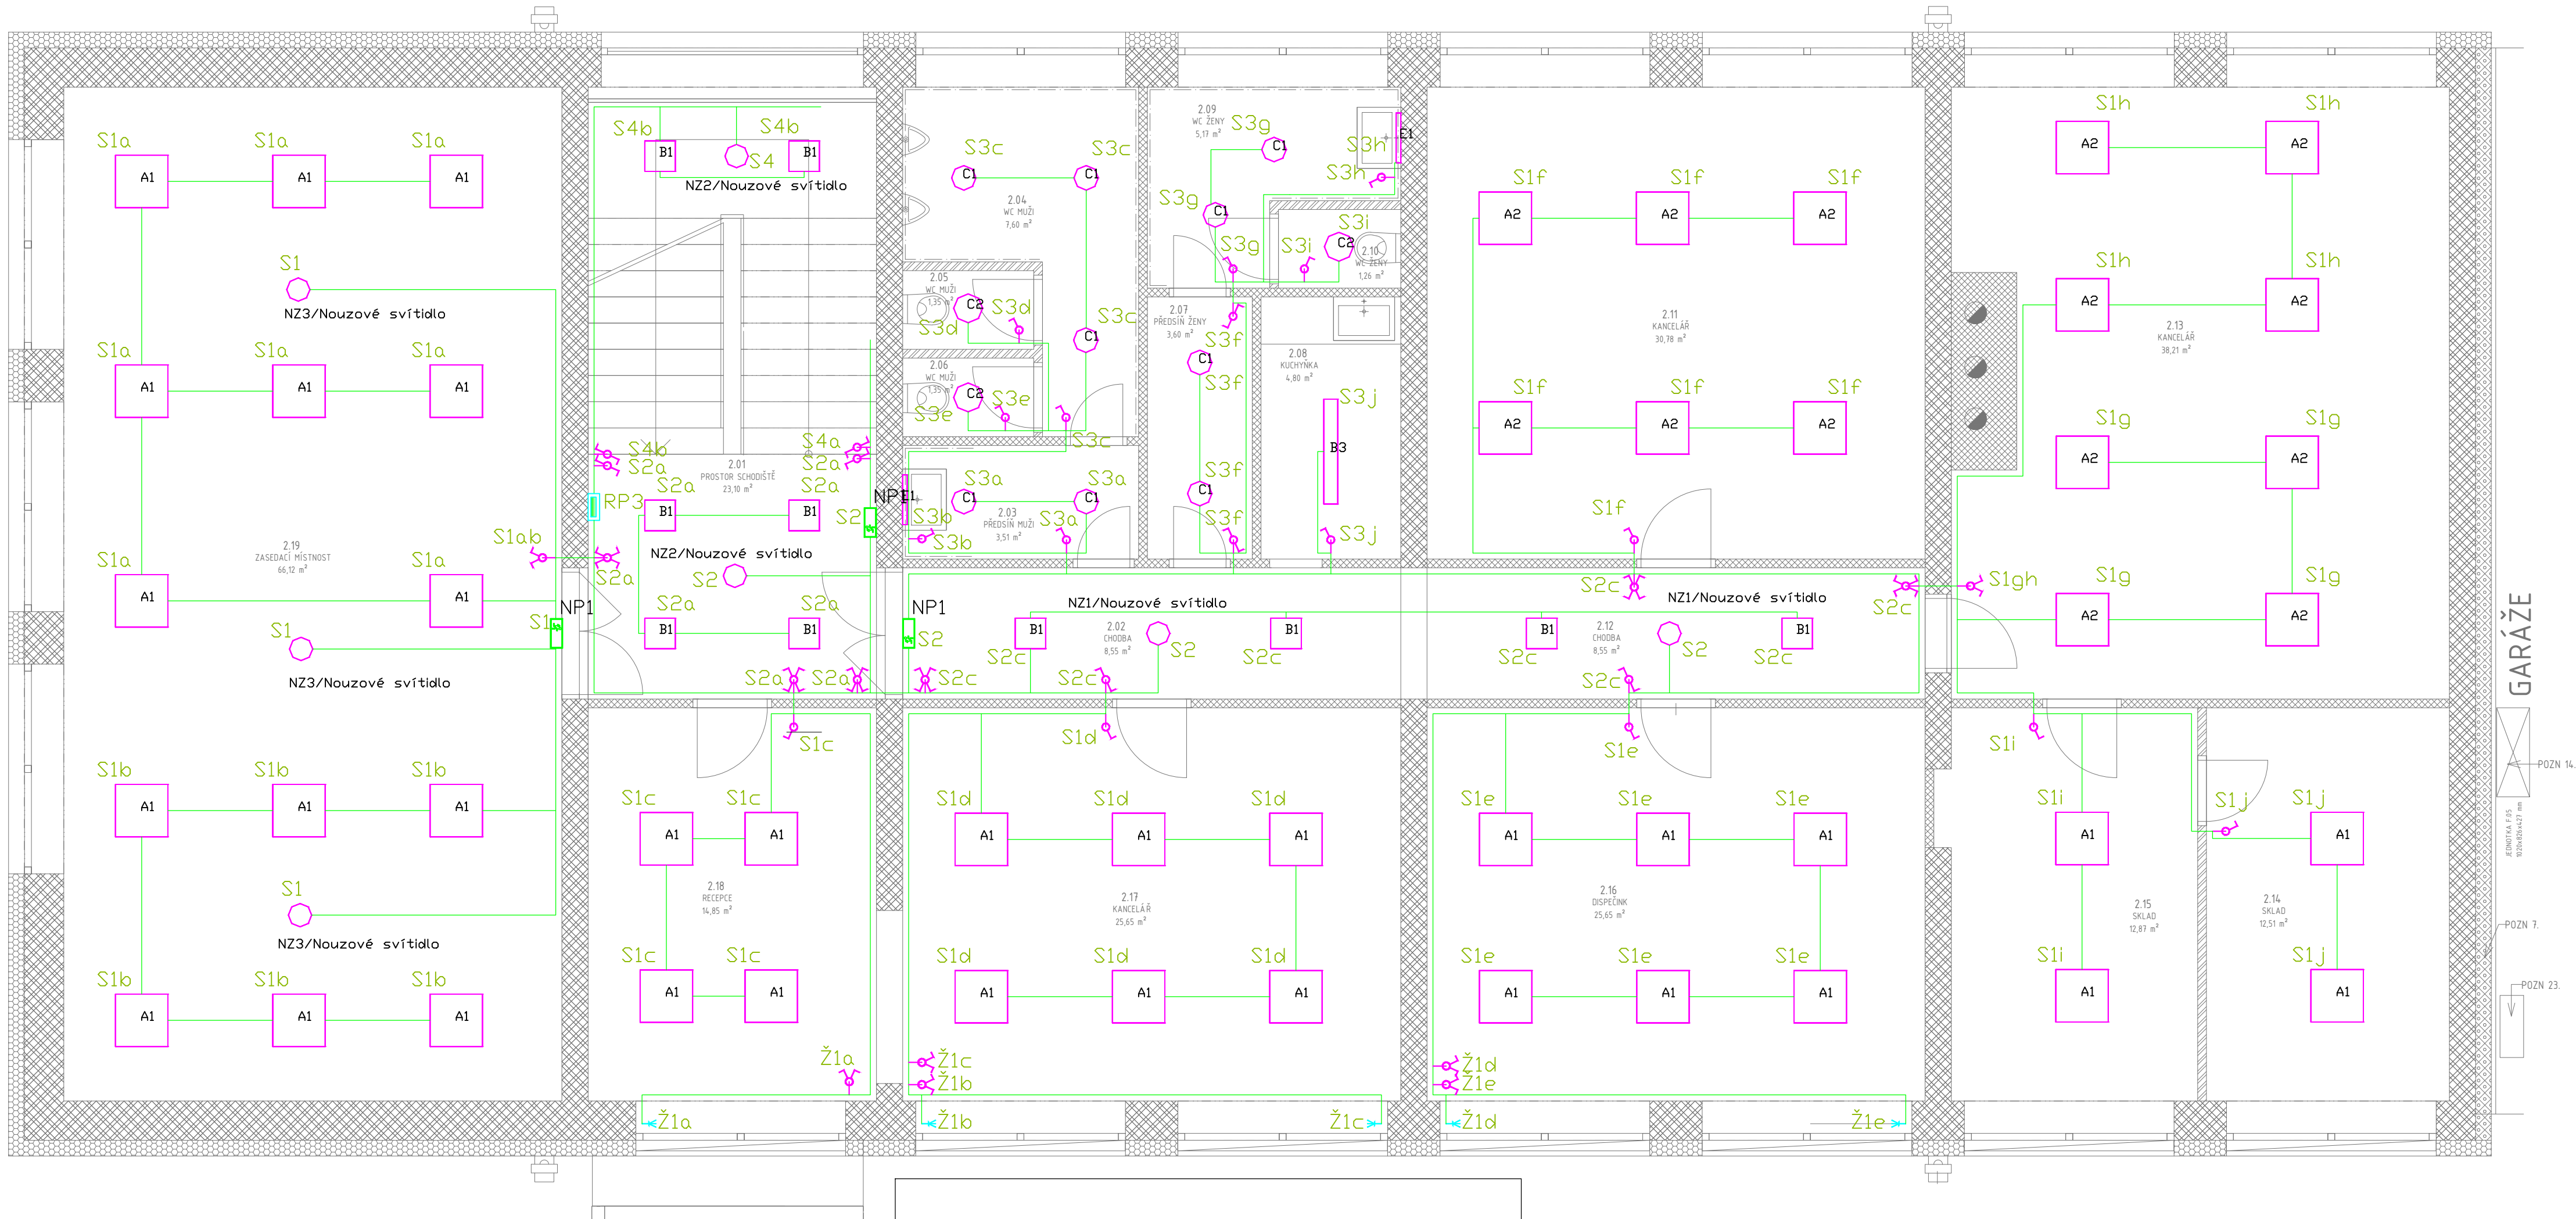 S1a
S1a
S1a
A1
A1
A1
S1
NZ3/Nouzové svítidlo
S1a
S1a
S1a
A1
A1
A1
S1ab
2.19
ZASEDACÍ MÍSTNOST
66,12 m²
S1a
S1a
A1
A1
S1
NP1
S1
NZ3/Nouzové svítidlo
S1b
S1b
S1b
A1
A1
A1
S1
NZ3/Nouzové svítidlo
S1b
S1b
S1b
A1
A1
A1
S4b
S4b
B1
B1
S4
NZ2/Nouzové svítidlo
S4b
S2a
S4a
S2a
2.01
PROSTOR SCHODIŠTĚ
23,10 m²
RP3
S2a
S2a
B1
B1
NP1
S2
NZ2/Nouzové svítidlo
S2
S2a
S2a
S2a
B1
B1
S2a
S2a
S3c
S3c
C1
C1
2.04
WC MUŽI
7,60 m²
2.05
WC MUŽI
1,35 m²
C2
S3d
S3d
S3c
C1
2.06
WC MUŽI
1,35 m²
C2
S3e
S3e
S3c
E1
S3b
S3b
S3a
C1
C1
2.03
PŘEDSÍŇ MUŽI
3,51 m²
S3a
2.09
WC ŽENY
5,17 m²
S3g
C1
S3h
E1
S3h
S3g
C1
S3g
S3i
S3i
C2
2.10
WC ŽENY
1,26 m²
2.07
PŘEDSÍŇ ŽENY
3,60 m²
S3f
C1
S3f
S3f
C1
S3f
2.08
KUCHYŇKA
4,80 m²
S3j
B3
S3j
S1f
S1f
S1f
A2
A2
A2
2.11
KANCELÁŘ
30,78 m²
S1f
S1f
S1f
A2
A2
A2
S1f
S1h
S1h
A2
A2
S1h
S1h
A2
A2
2.13
KANCELÁŘ
38,21 m²
S1g
S1g
A2
A2
S1gh
S1g
S1g
A2
A2
NP1
S2
NZ1/Nouzové svítidlo
B1
2.02
CHODBA
8,55 m²
S2
B1
S2c
S2c
S2c
S2c
S2c
NZ1/Nouzové svítidlo
S2c
B1
2.12
CHODBA
8,55 m²
S2
B1
S2c
S2c
S2c
S1c
S1c
S1c
A1
A1
2.18
RECEPCE
14,85 m²
S1c
S1c
A1
A1
Ž1a
Ž1a
S1d
S1d
S1d
S1d
A1
A1
A1
2.17
KANCELÁŘ
25,65 m²
S1d
S1d
S1d
A1
A1
A1
Ž1c
Ž1b
Ž1b
Ž1c
S1e
S1e
S1e
S1e
A1
A1
A1
2.16
DISPEČINK
25,65 m²
S1e
S1e
S1e
A1
A1
A1
Ž1d
Ž1e
Ž1d
Ž1e
S1i
S1i
A1
2.15
SKLAD
12,87 m²
S1i
A1
S1j
S1j
A1
2.14
SKLAD
12,51 m²
S1j
A1
GARÁŽE
POZN 14.
JEDNOTKA F.05
1020x826x427 mm
POZN 7.
POZN 23.